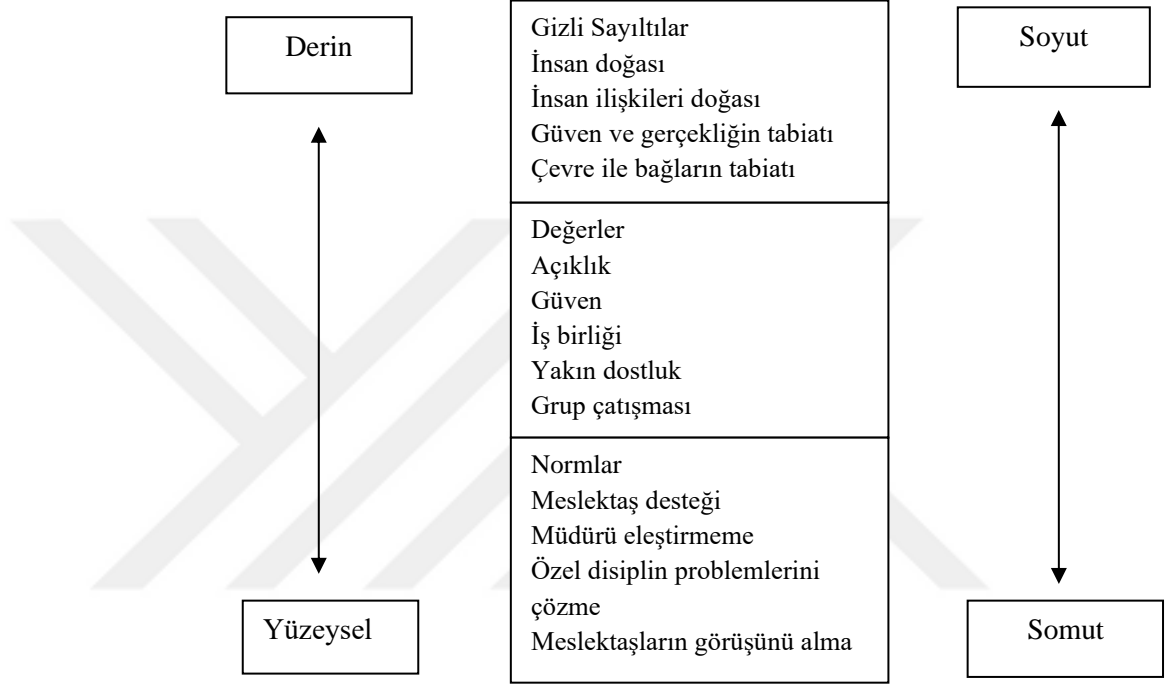 Derin
Gizli Sayıltılar
İnsan doğası
İnsan ilişkileri doğası
Güven ve gerçekliğin tabiatı
Çevre ile bağların tabiatı
Soyut
Değerler
Açıklık
Güven
İş birliği
Yakın dostluk
Grup çatışması
Normlar
Meslektaş desteği
Müdürü eleştirmeme
Özel disiplin problemlerini
çözme
Meslektaşların görüşünü alma
Yüzeysel
Somut